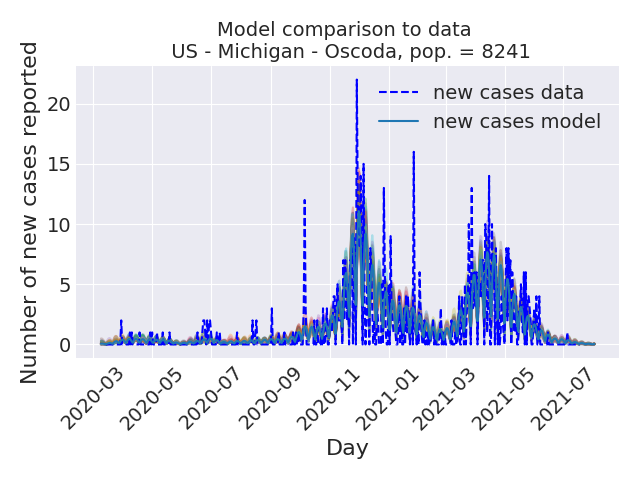 Model comparison to data
US - Michigan - Oscoda, pop. = 8241
Number of new cases reported
20
15
10
5
0
new cases data
new cases model
2020-03
2020-05
2020-07
2020-09
2020-11
2021-01
2021-03
2021-05
2021-07
Day